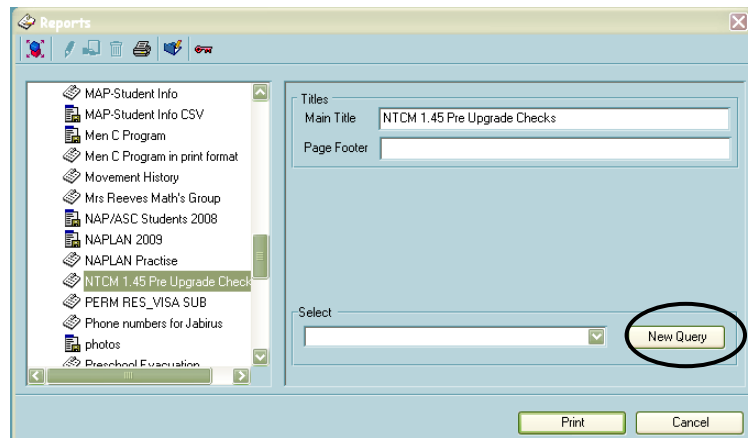 Reports
MAP-Student Info
MAP-Student Info CSV
Men C Program
Men C Program in print format
Movement History
Mrs Reeves Math's Group
NAP/ASC Students 2008
NAPLAN 2009
NAPLAN Practise
NTCM 1.45 Pre Upgrade Check
PERM RES_VISA SUB
Phone numbers for Jabirus
photos
Preschool Evacuation
Titles
Main Title NTCM 1.45 Pre Upgrade Checks
Page Footer
Select
New Query
Print Cancel